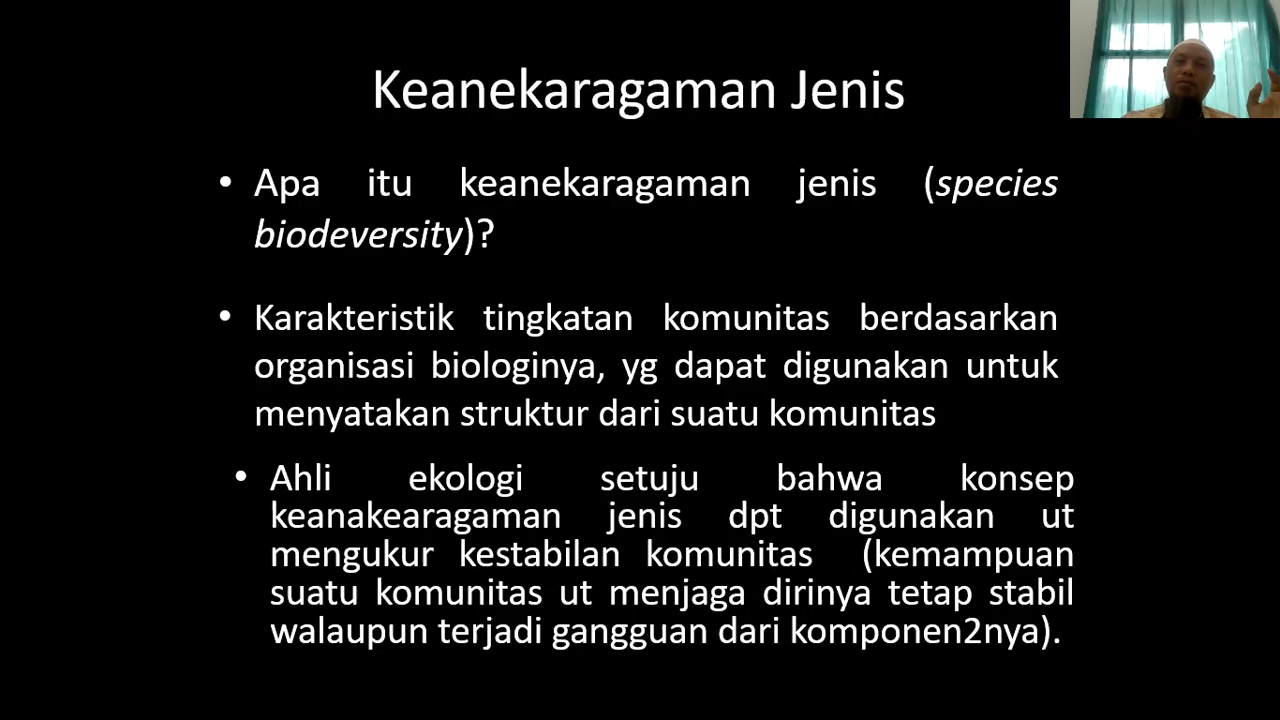 Keanekaragaman Jenis
• Apa itu keanekaragaman jenis (species
biodeversity)?
• Karakteristik tingkatan komunitas berdasarkan
organisasi biologinya, yg dapat digunakan untuk
menyatakan struktur dari suatu komunitas
• Ahli ekologi setuju bahwa konsep
keanakearagaman jenis dpt digunakan ut
mengukur kestabilan komunitas (kemampuan
suatu komunitas ut menjaga dirinya tetap stabil
walaupun terjadi gangguan dari komponen2nya).